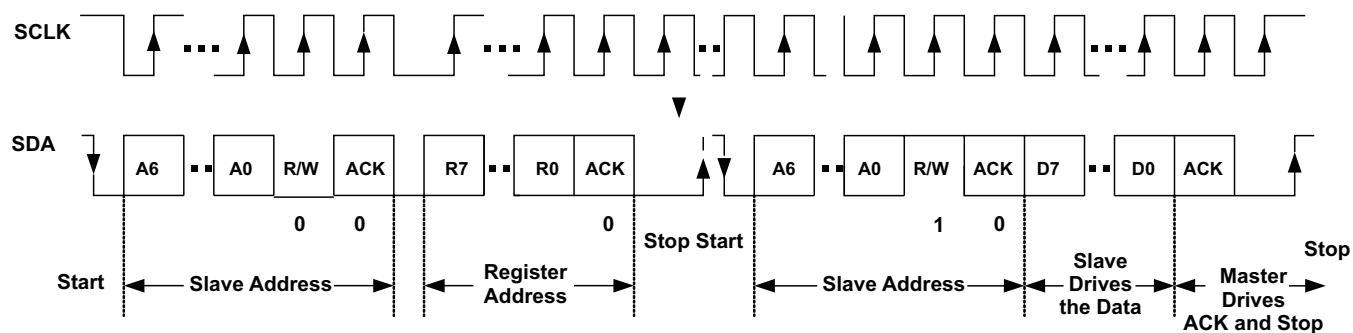 SCLK
SDA
A6 A0 R/W ACK R7 R0 ACK A6 A0 R/W ACK D7 D0 ACK
0 0 0 1 0
Stop Start
Start
Slave Address
Register
Address
Slave Address
Slave
Drives
the Data
Master
Drives
ACK and Stop
Stop